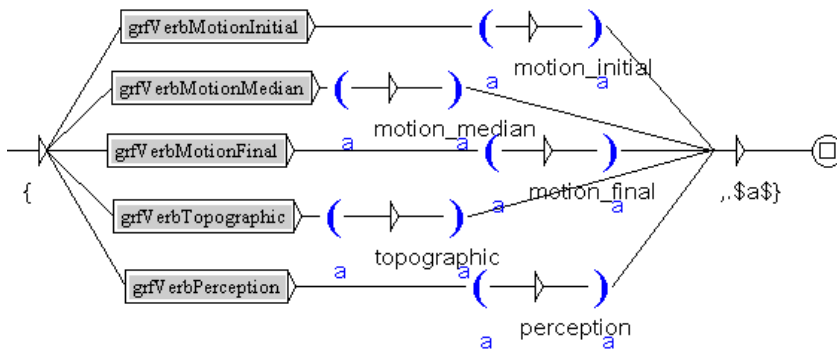 grfVerbMotionInitial ( )
motion_initial
a a
grfVerbMotionMedian ( )
motion_median
a a
grfVerbMotionFinal ( )
motion_final
a a
{ ,.$a$}
grfVerbTopographic ( )
topographic
a a
grfVerbPerception ( )
perception
a a